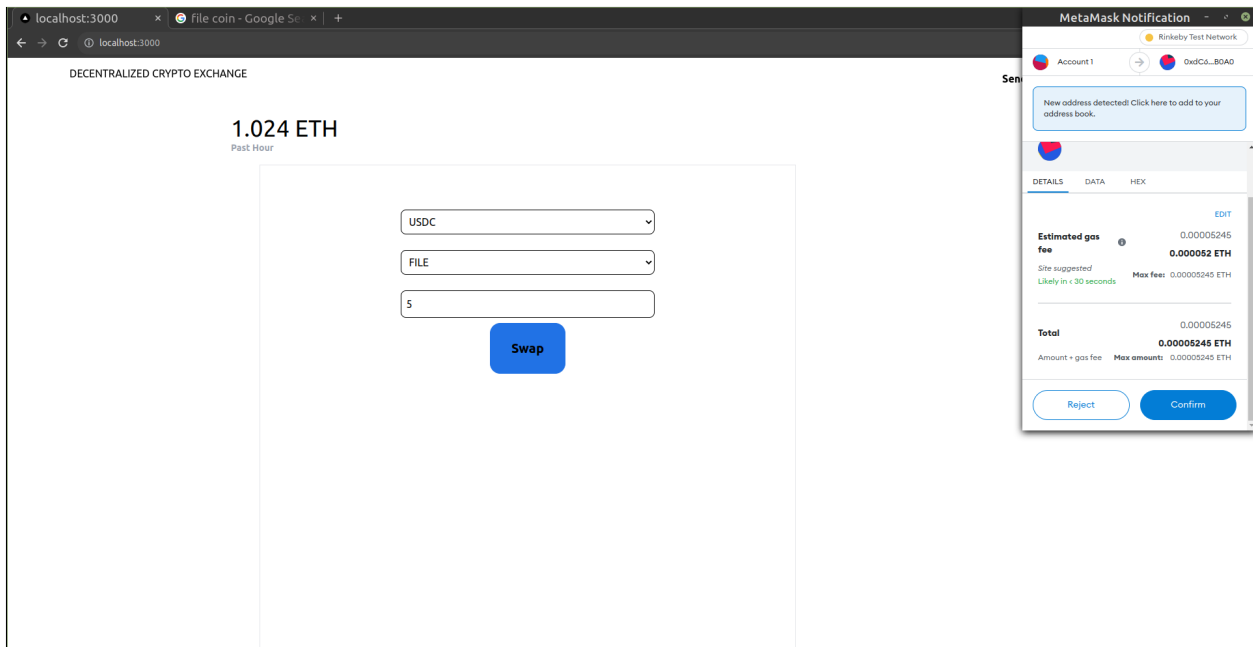 localhost:3000
file coin - Google Se
localhost:3000
DECENTRALIZED CRYPTO EXCHANGE
Sen
1.024 ETH
Past Hour
USDC
FILE
5
Swap
MetaMask Notification
Rinkeby Test Network
Account 1
0xdC6...B0A0
New address detected! Click here to add to your
address book.
DETAILS DATA HEX
EDIT
Estimated gas
fee
0.00005245
0.000052 ETH
Site suggested
Likely in < 30 seconds
Max fee: 0.00005245 ETH
Total
0.00005245
0.00005245 ETH
Amount + gas fee Max amount: 0.00005245 ETH
Reject Confirm